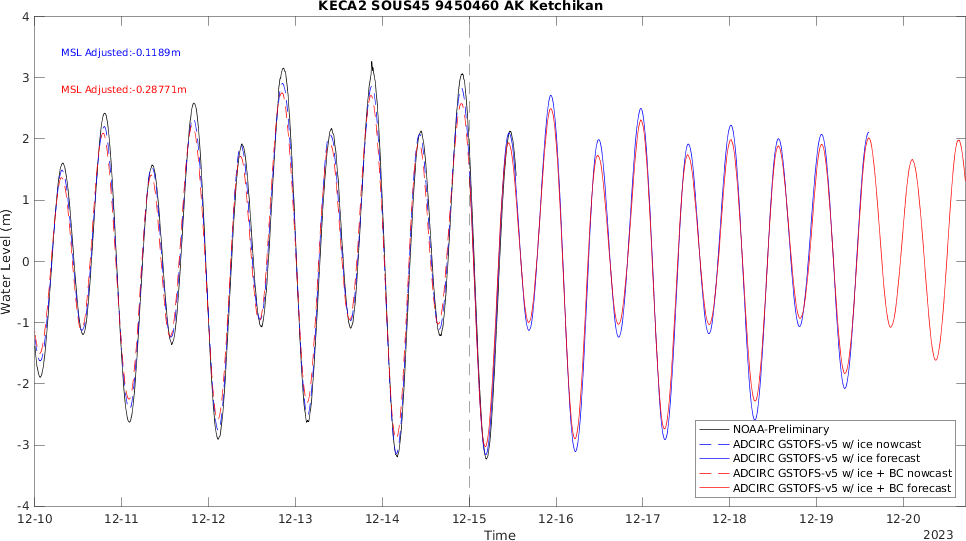 KECA2 SOUS45 9450460 AK Ketchikan
MSL Adjusted:-0.1189m
MSL Adjusted:-0.28771m
Water Level (m)
4
3
2
1
0
-1
-2
-3
-4
NOAA-Preliminary
ADCIRC GSTOFS-v5 w/ ice nowcast
ADCIRC GSTOFS-v5 w/ ice forecast
ADCIRC GSTOFS-v5 w/ ice + BC nowcast
ADCIRC GSTOFS-v5 w/ ice + BC forecast
12-10 12-11 12-12 12-13 12-14 12-15 12-16 12-17 12-18 12-19 12-20
Time
2023